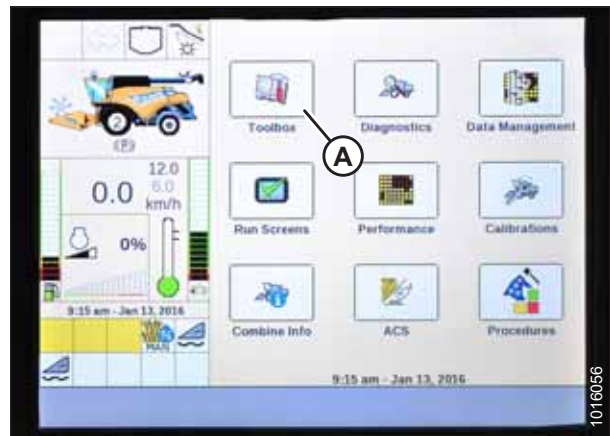 2
(P)
12.0
6.0
km/h
0.0
0%
9:15 am - Jan 13, 2016
MAN
Toolbox
Diagnostics
Data Management
A
Run Screens
Performance
Calibrations
Combine Info
ACS
Procedures
9:15 am - Jan 13, 2016
1016056